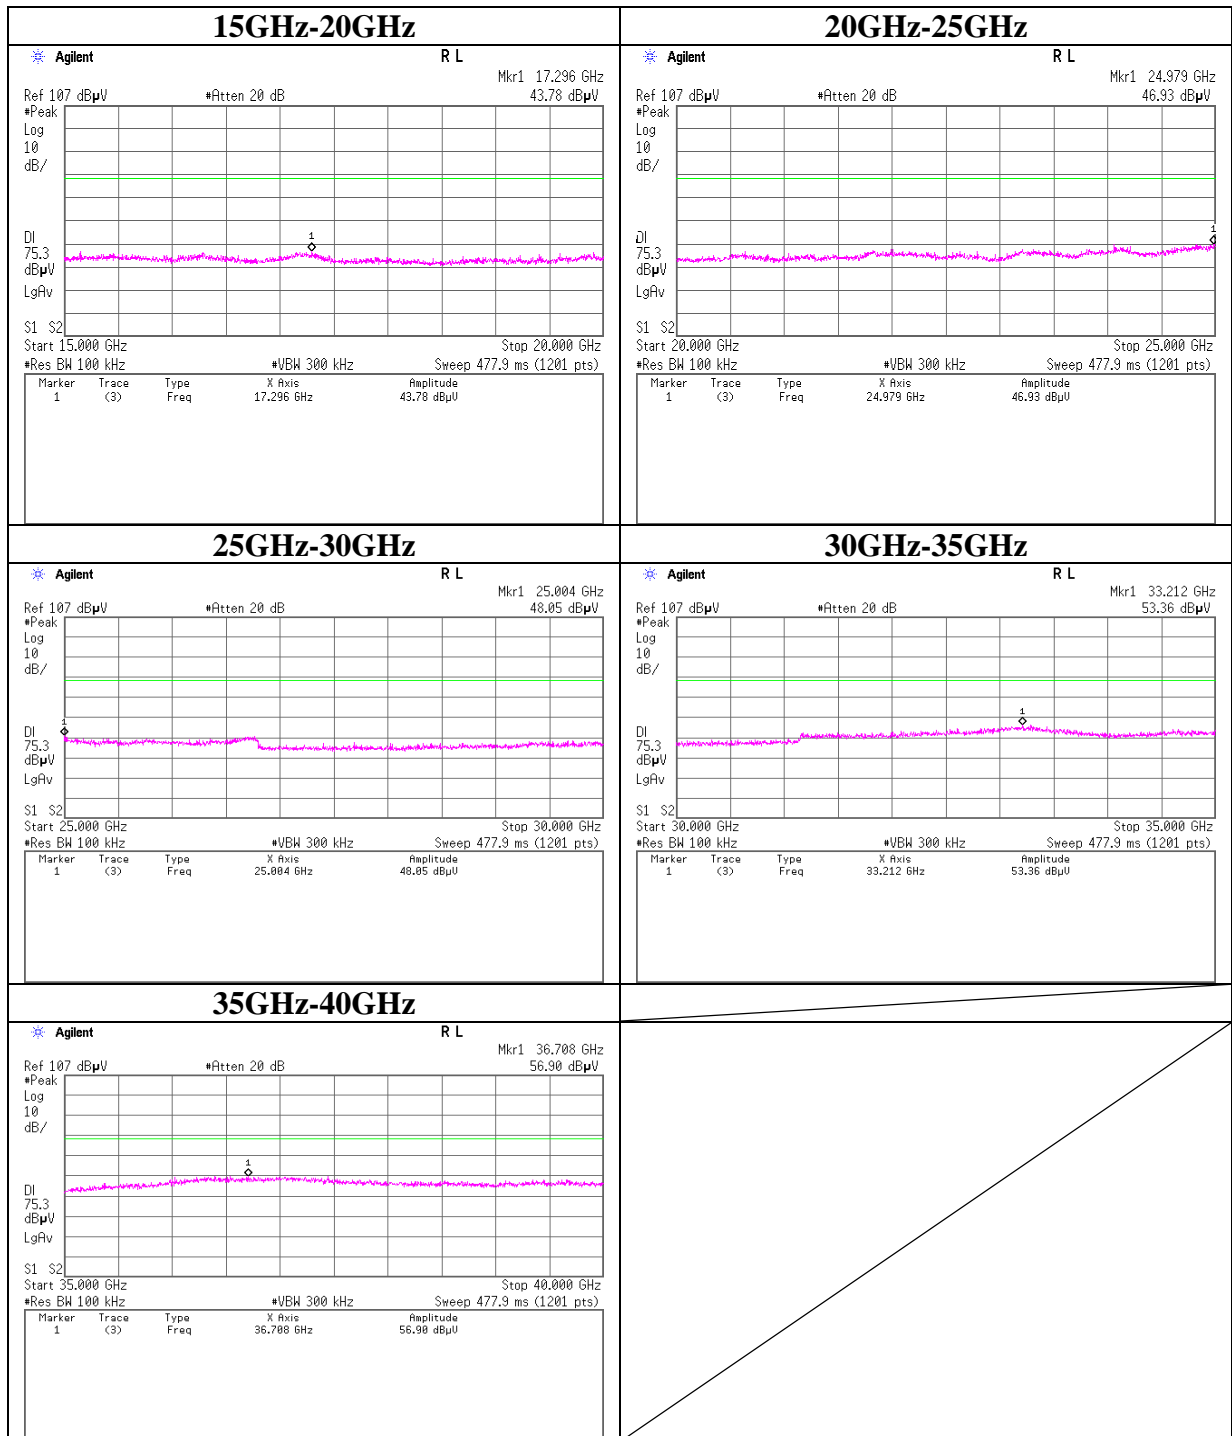 15GHz-20GHz
Agilent R L
Mkr1 17.296 GHz
Ref 107 dBµV #Atten 20 dB 43.78 dBµV
#Peak
Log
10
dB/
1
DI
75.3
dBµV
LgAv
S1 S2
Start 15.000 GHz Stop 20.000 GHz
#Res BW 100 kHz #VBW 300 kHz Sweep 477.9 ms (1201 pts)
Marker Trace Type X Axis Amplitude
1 (3) Freq 17.296 GHz 43.78 dBµV
20GHz-25GHz
Agilent R L
Mkr1 24.979 GHz
Ref 107 dBµV #Atten 20 dB 46.93 dBµV
#Peak
Log
10
dB/
1
DI
75.3
dBµV
LgAv
S1 S2
Start 20.000 GHz Stop 25.000 GHz
#Res BW 100 kHz #VBW 300 kHz Sweep 477.9 ms (1201 pts)
Marker Trace Type X Axis Amplitude
1 (3) Freq 24.979 GHz 46.93 dBµV
25GHz-30GHz
Agilent R L
Mkr1 25.004 GHz
Ref 107 dBµV #Atten 20 dB 48.05 dBµV
#Peak
Log
10
dB/
1
DI
75.3
dBµV
LgAv
S1 S2
Start 25.000 GHz Stop 30.000 GHz
#Res BW 100 kHz #VBW 300 kHz Sweep 477.9 ms (1201 pts)
Marker Trace Type X Axis Amplitude
1 (3) Freq 25.004 GHz 48.05 dBµV
30GHz-35GHz
Agilent R L
Mkr1 33.212 GHz
Ref 107 dBµV #Atten 20 dB 53.36 dBµV
#Peak
Log
10
dB/
1
DI
75.3
dBµV
LgAv
S1 S2
Start 30.000 GHz Stop 35.000 GHz
#Res BW 100 kHz #VBW 300 kHz Sweep 477.9 ms (1201 pts)
Marker Trace Type X Axis Amplitude
1 (3) Freq 33.212 GHz 53.36 dBµV
35GHz-40GHz
Agilent R L
Mkr1 36.708 GHz
Ref 107 dBµV #Atten 20 dB 56.90 dBµV
#Peak
Log
10
dB/
1
DI
75.3
dBµV
LgAv
S1 S2
Start 35.000 GHz Stop 40.000 GHz
#Res BW 100 kHz #VBW 300 kHz Sweep 477.9 ms (1201 pts)
Marker Trace Type X Axis Amplitude
1 (3) Freq 36.708 GHz 56.90 dBµV